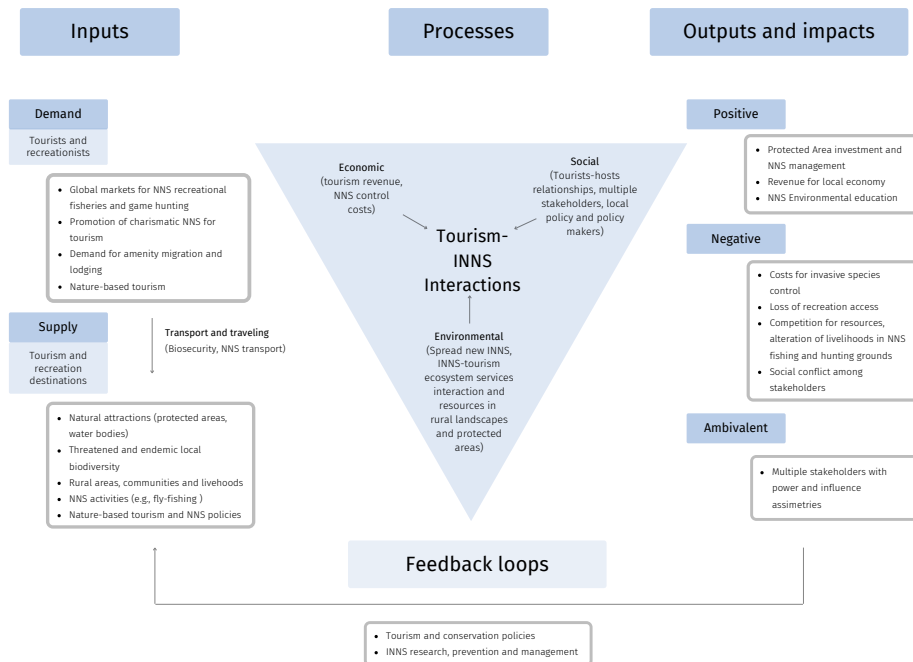 Inputs
Processes
Outputs and impacts
Demand
Tourists and
recreationists
Global markets for NNS recreational
fisheries and game hunting
Promotion of charismatic NNS for
tourism
Demand for amenity migration and
lodging
Nature-based tourism
Supply
Tourism and
recreation
destinations
Transport and traveling
(Biosecurity, NNS transport)
Natural attractions (protected areas,
water bodies)
Threatened and endemic local
biodiversity
Rural areas, communities and livehoods
NNS activities (e.g., fly-fishing )
Nature-based tourism and NNS policies
Economic
(tourism revenue,
NNS control
costs)
Social
(Tourists-hosts
relationships, multiple
stakeholders, local
policy and policy
makers)
Tourism-
INNS
Interactions
Environmental
(Spread new INNS,
INNS-tourism
ecosystem services
interaction and
resources in
rural landscapes
and protected
areas)
Positive
Protected Area investment and
NNS management
Revenue for local economy
NNS Environmental education
Negative
Costs for invasive species
control
Loss of recreation access
Competition for resources,
alteration of livelihoods in NNS
fishing and hunting grounds
Social conflict among
stakeholders
Ambivalent
Multiple stakeholders with
power and influence
assimetries
Feedback loops
Tourism and conservation policies
INNS research, prevention and management